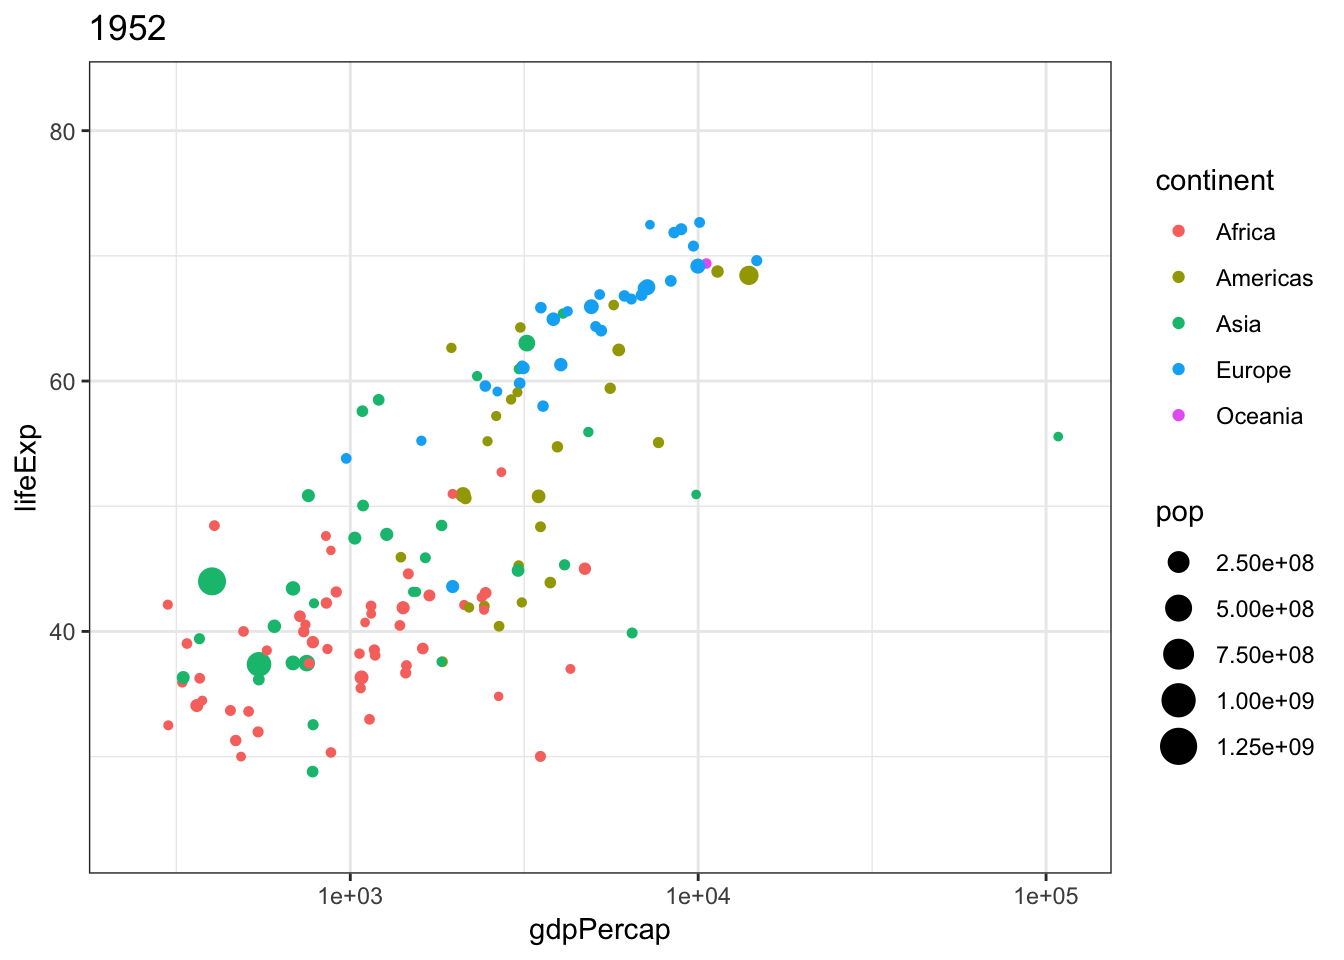 1952
80
60
40
lifeExp
1e+03
1e+04
1e+05
gdpPercap
continent
Africa
Americas
Asia
Europe
Oceania
pop
2.50e+08
5.00e+08
7.50e+08
1.00e+09
1.25e+09